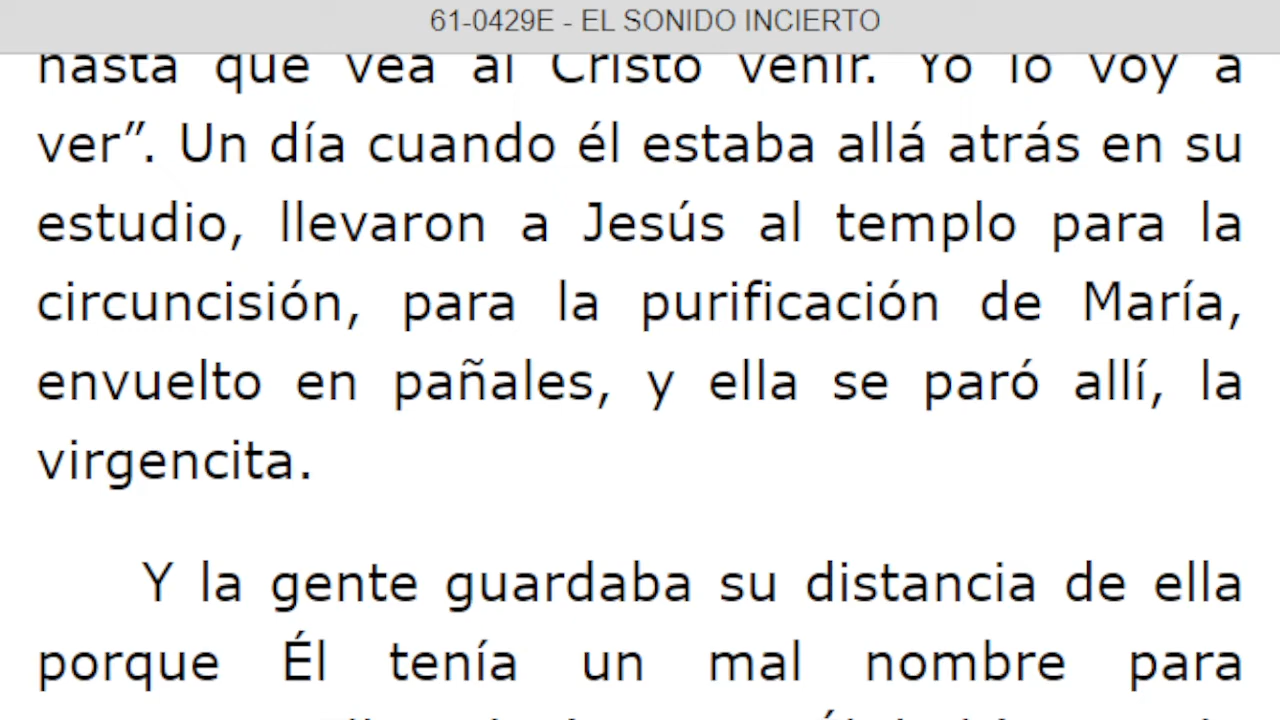 61-0429E - EL SONIDO INCIERTO
hasta que vea al Cristo venir. Yo lo voy a
ver”. Un día cuando él estaba allá atrás en su
estudio, llevaron a Jesús al templo para la
circuncisión, para la purificación de María,
envuelto en pañales, y ella se paró allí, la
virgencita.
Y la gente guardaba su distancia de ella
porque Él tenía un mal nombre para